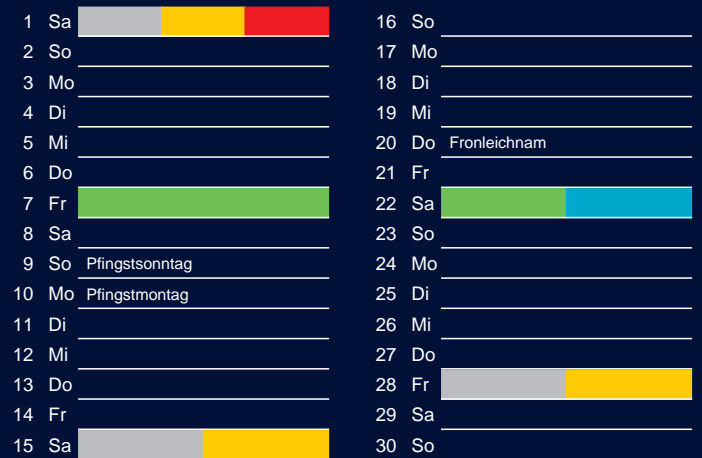 1 Sa
2 So
3 Mo
4 Di
5 Mi
6 Do
7 Fr
8 Sa
9 So Pfingstsonntag
10 Mo Pfingstmontag
11 Di
12 Mi
13 Do
14 Fr
15 Sa
16 So
17 Mo
18 Di
19 Mi
20 Do Fronleichnam
21 Fr
22 Sa
23 So
24 Mo
25 Di
26 Mi
27 Do
28 Fr
29 Sa
30 So